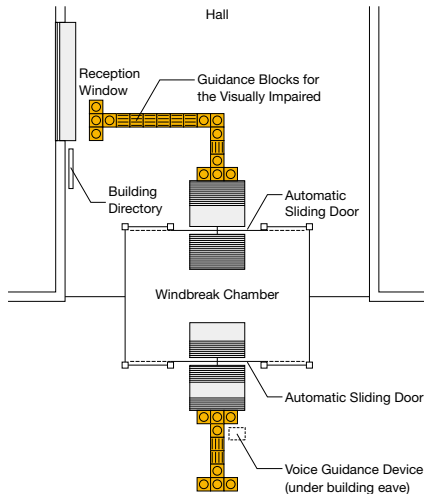 Hall
Reception
Window
Guidance Blocks for
the Visually Impaired
Building
Directory
Automatic
Sliding Door
Windbreak Chamber
Automatic Sliding Door
Voice Guidance Device
(under building eave)